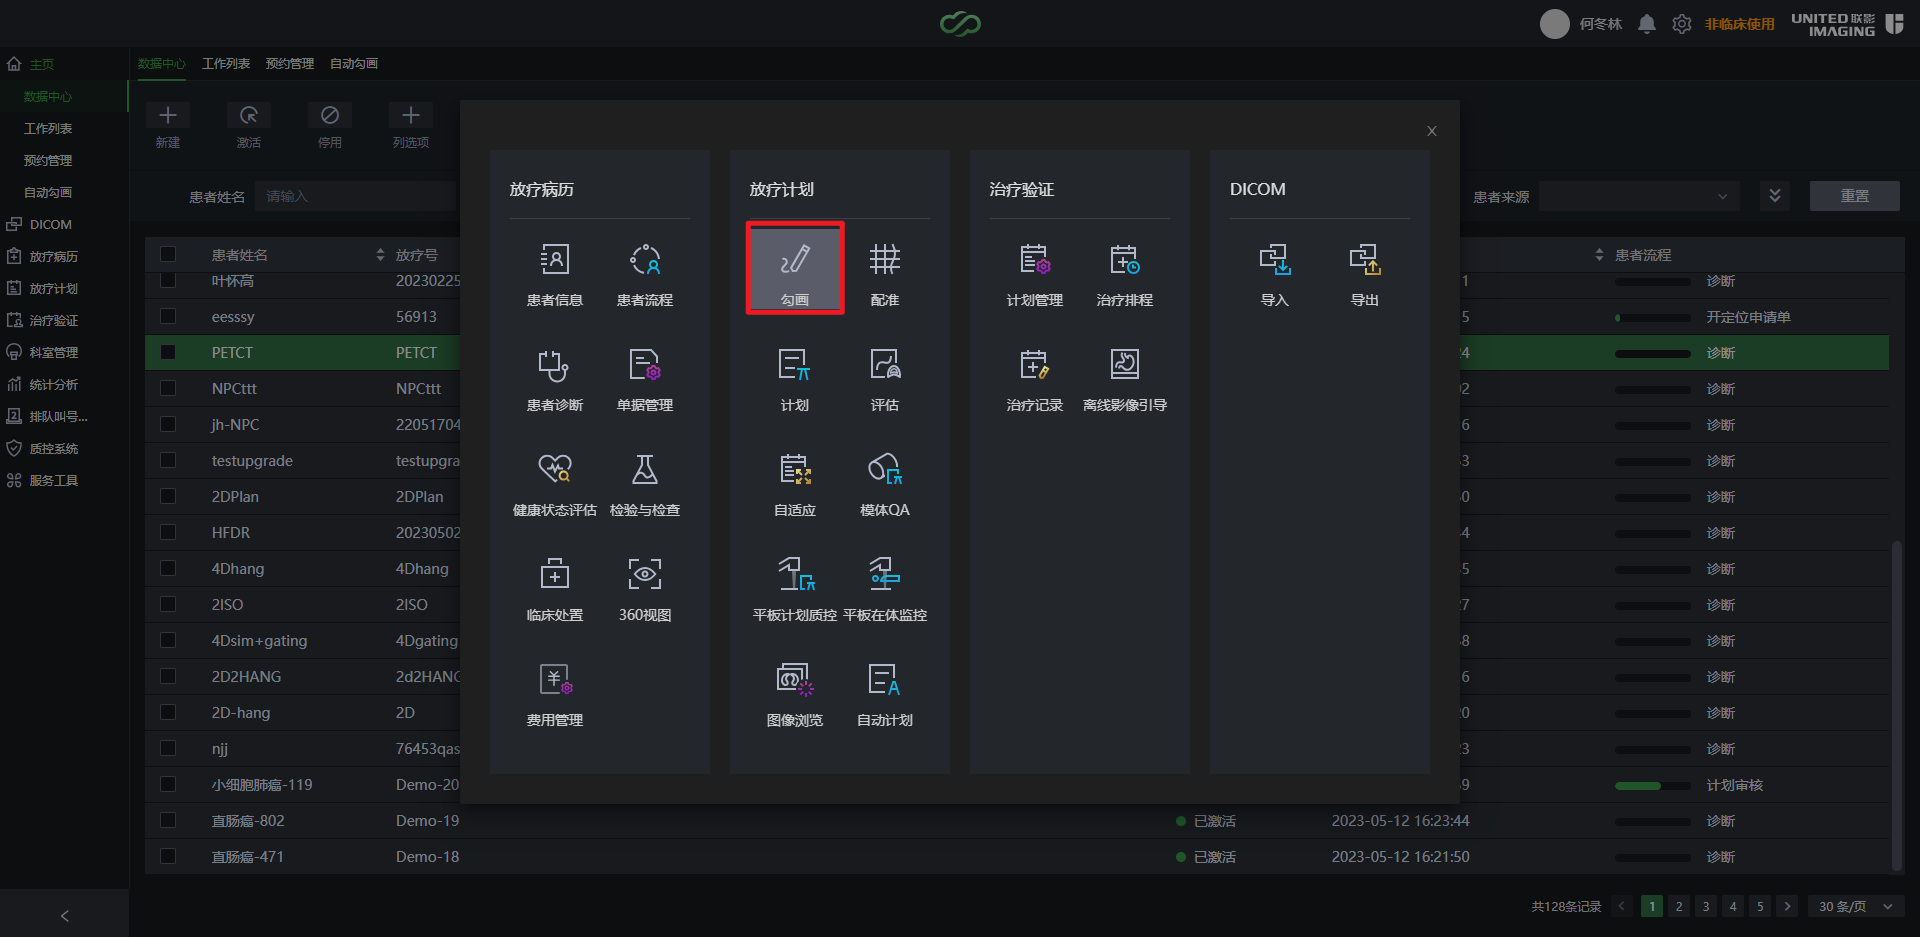 何冬林
非临床使用
UNITED 联影
IMAGING
主页
数据中心
工作列表
预约管理
自动勾画
数据中心
工作列表
预约管理
自动勾画
DICOM
放疗病历
放疗计划
治疗验证
科室管理
统计分析
排队叫号...
质控系统
服务工具
新建
激活
停用
列选项
患者姓名
请输入
患者来源
重置
患者姓名
放疗号
患者流程
叶怀高
20230225
1
诊断
eesssy
56913
5
开定位申请单
PETCT
PETCT
24
诊断
NPCttt
NPCttt
02
诊断
jh-NPC
22051704
6
诊断
testupgrade
testupgra
3
诊断
2DPlan
2DPlan
0
诊断
HFDR
20230502
4
诊断
4Dhang
4Dhang
5
诊断
2ISO
2ISO
27
诊断
4Dsim+gating
4Dgating
8
诊断
2D2HANG
2d2HANG
6
诊断
2D-hang
2D
20
诊断
njj
76453qas
23
诊断
小细胞肺癌-119
Demo-20
9
计划审核
直肠癌-802
Demo-19
已激活
2023-05-12 16:23:44
诊断
直肠癌-471
Demo-18
已激活
2023-05-12 16:21:50
诊断
共128条记录
1
2
3
4
5
30 条/页
X
放疗病历
患者信息
患者流程
患者诊断
单据管理
健康状态评估
检验与检查
临床处置
360视图
费用管理
放疗计划
勾画
配准
计划
评估
自适应
模体QA
平板计划质控
平板在体监控
图像浏览
自动计划
治疗验证
计划管理
治疗排程
治疗记录
离线影像引导
DICOM
导入
导出